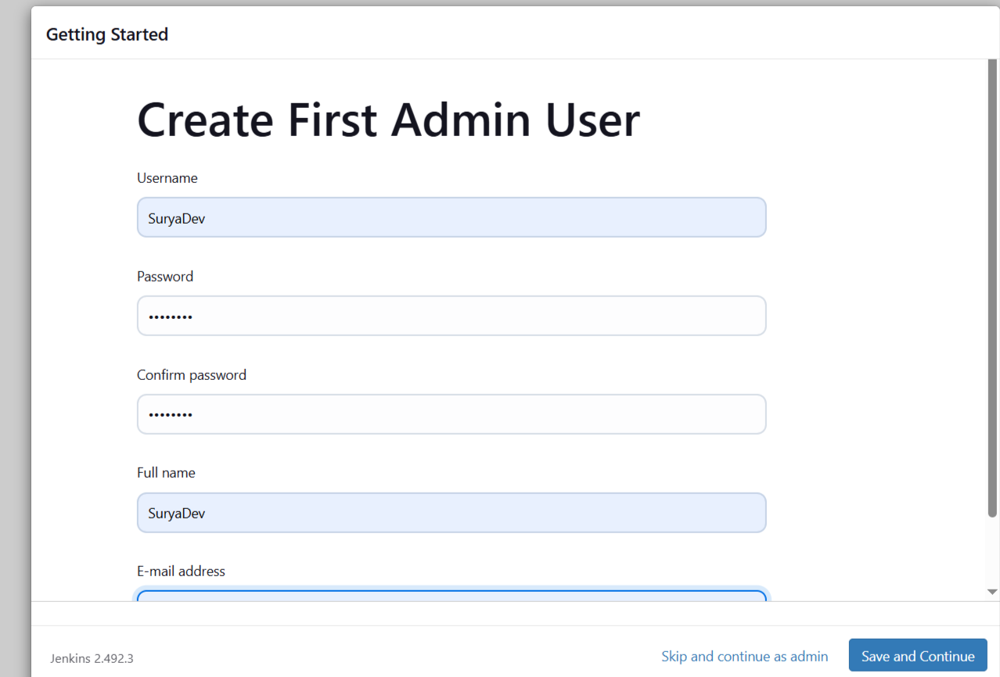 Getting Started
Create First Admin User
Username
SuryaDev
Password
••••••••
Confirm password
••••••••
Full name
SuryaDev
E-mail address
Jenkins 2.492.3
Skip and continue as admin
Save and Continue